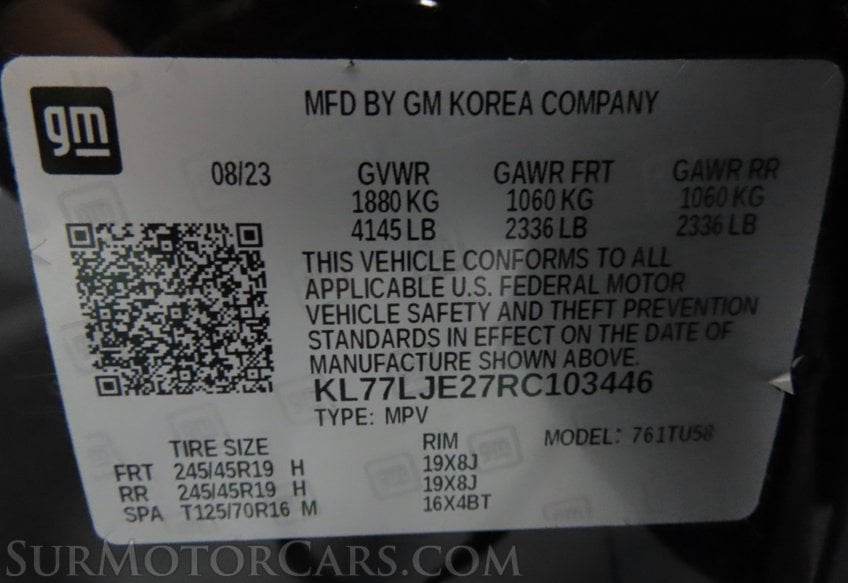 gm
MFD BY GM KOREA COMPANY
08/23 GVWR GAWR FRT GAWR RR
1880 KG 1060 KG 1060 KG
4145 LB 2336 LB 2336 LB
THIS VEHICLE CONFORMS TO ALL
APPLICABLE U.S. FEDERAL MOTOR
VEHICLE SAFETY AND THEFT PREVENTION
STANDARDS IN EFFECT ON THE DATE OF
MANUFACTURE SHOWN ABOVE.
KL77LJE27RC103446
TYPE: MPV
TIRE SIZE RIM MODEL: 761TU58
FRT 245/45R19 H 19X8J
RR 245/45R19 H 19X8J
SPA T125/70R16 M 16X4BT
SURMOTORCARS.COM